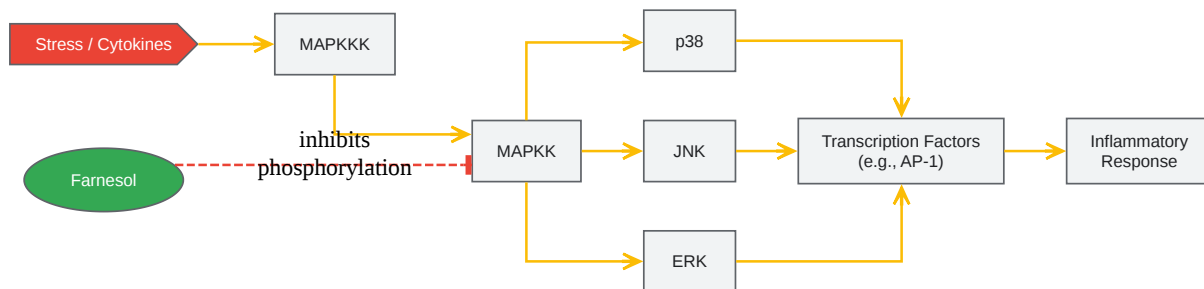 Stress / Cytokines
MAPKKK
p38
inhibits
phosphorylation
Farnesol
MAPKK
JNK
Transcription Factors
(e.g., AP-1)
Inflammatory
Response
ERK